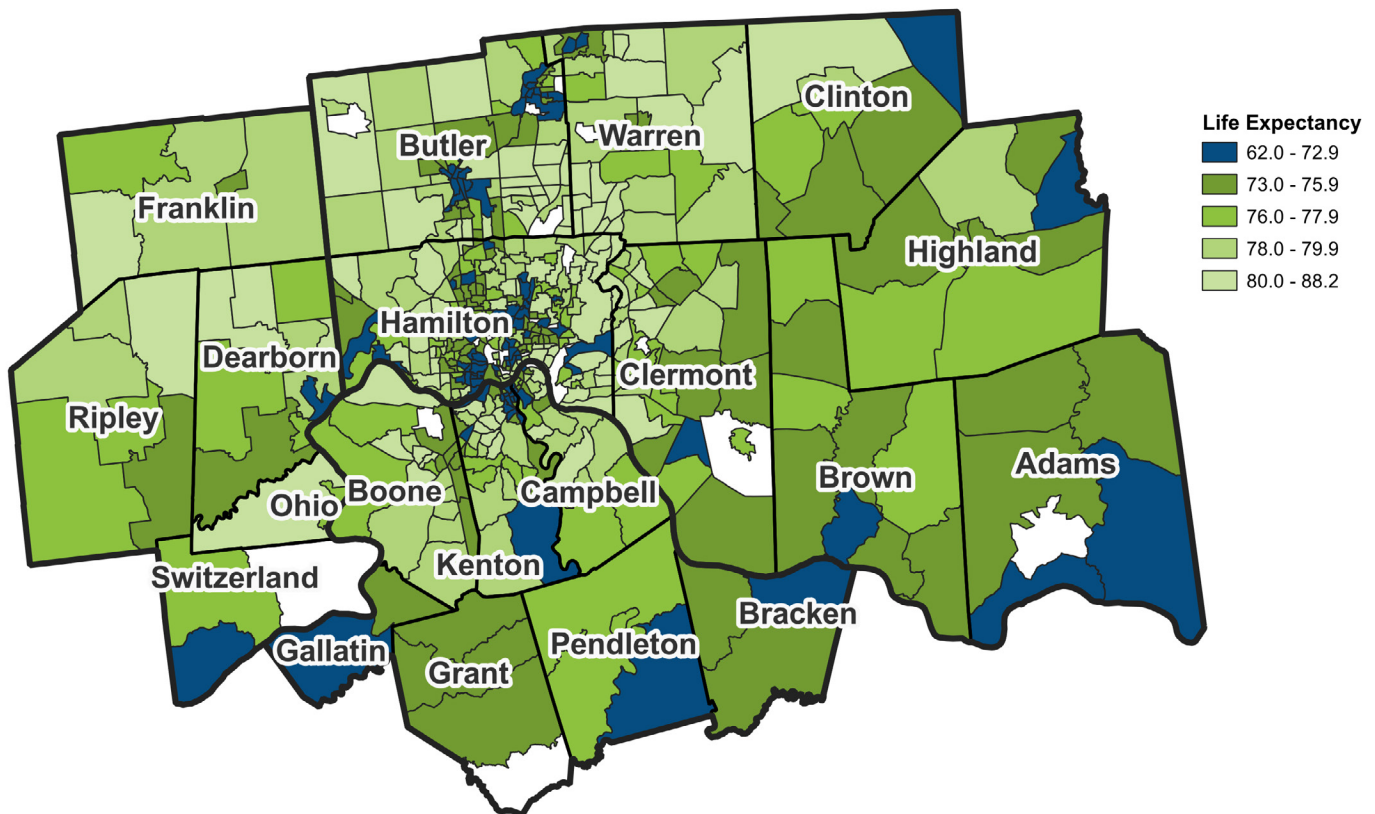 Life Expectancy
62.0 - 72.9
73.0 - 75.9
76.0 - 77.9
78.0 - 79.9
80.0 - 88.2
Clinton
Butler
Warren
Franklin
Highland
Hamilton
Dearborn
Clermont
Ripley
Adams
Brown
Boone
Campbell
Ohio
Kenton
Switzerland
Bracken
Gallatin
Pendleton
Grant